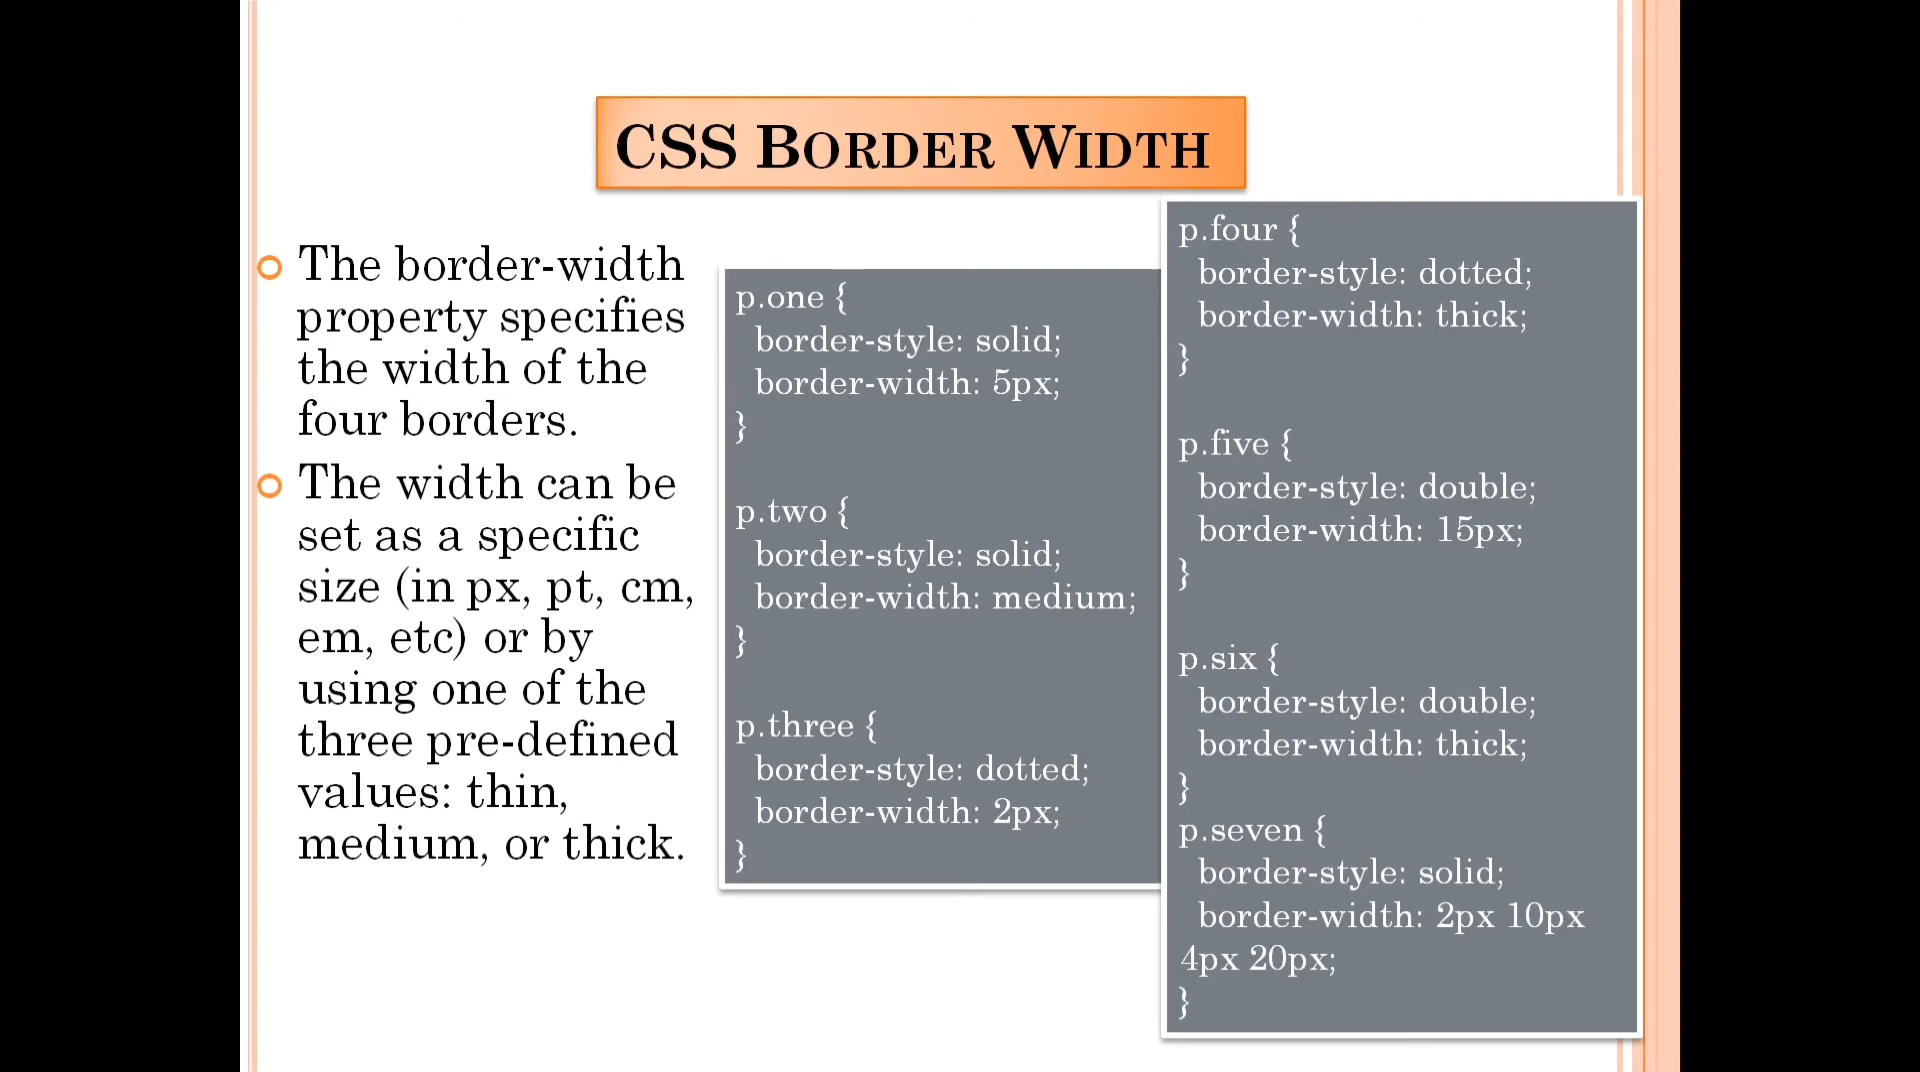 CSS BORDER WIDTH
The border-width
property specifies
the width of the
four borders.
The width can be
set as a specific
size (in px, pt, cm,
em, etc) or by
using one of the
three pre-defined
values: thin,
medium, or thick.
p.one {
border-style: solid;
border-width: 5px;
}
p.two {
border-style: solid;
border-width: medium;
}
p.three {
border-style: dotted;
border-width: 2px;
}
p.four {
border-style: dotted;
border-width: thick;
}
p.five {
border-style: double;
border-width: 15px;
}
p.six {
border-style: double;
border-width: thick;
}
p.seven {
border-style: solid;
border-width: 2px 10px
4px 20px;
}